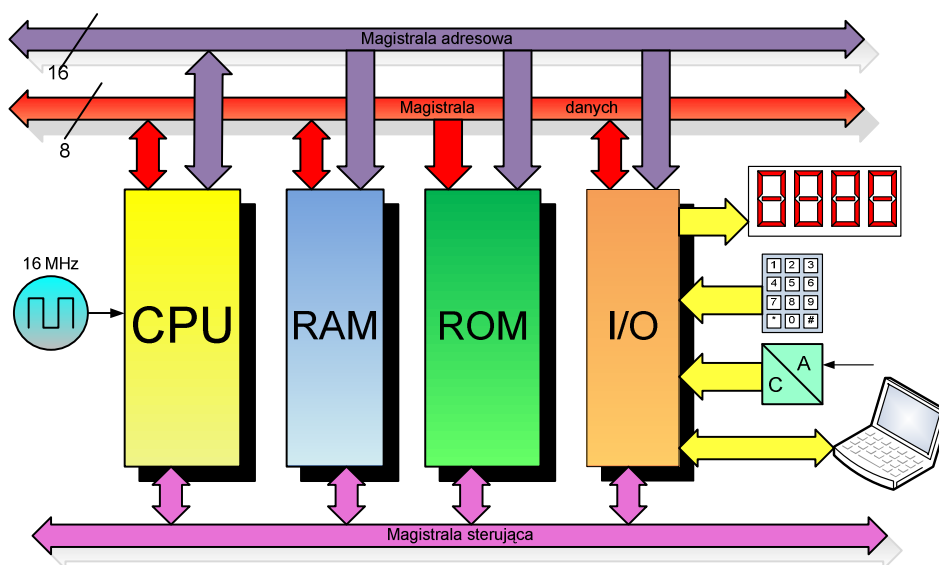 Magistrala adresowa
16
Magistrala danych
8
16 MHz
CPU
RAM
ROM
I/O
1 2 3
4 5 6
7 8 9
* 0 #
A
C
Magistrala sterująca